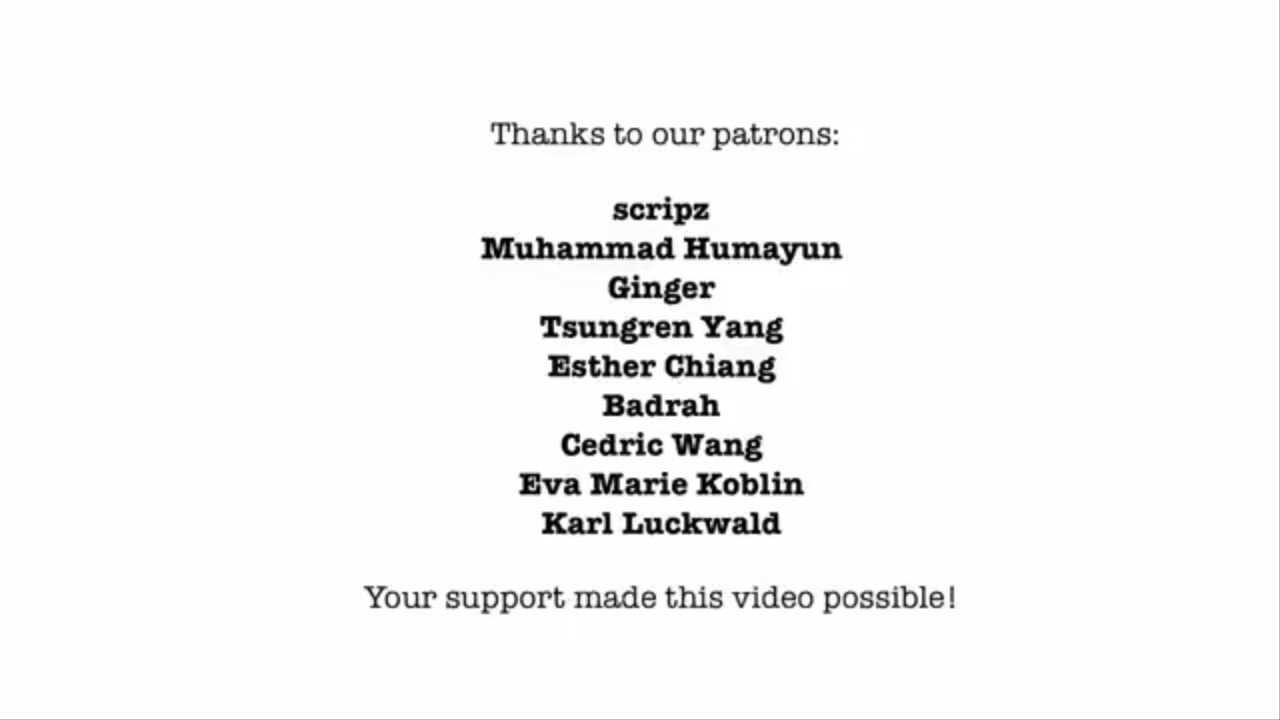 Thanks to our patrons:
scripz
Muhammad Humayun
Ginger
Tsungren Yang
Esther Chiang
Badrah
Cedric Wang
Eva Marie Koblin
Karl Luckwald
Your support made this video possible!